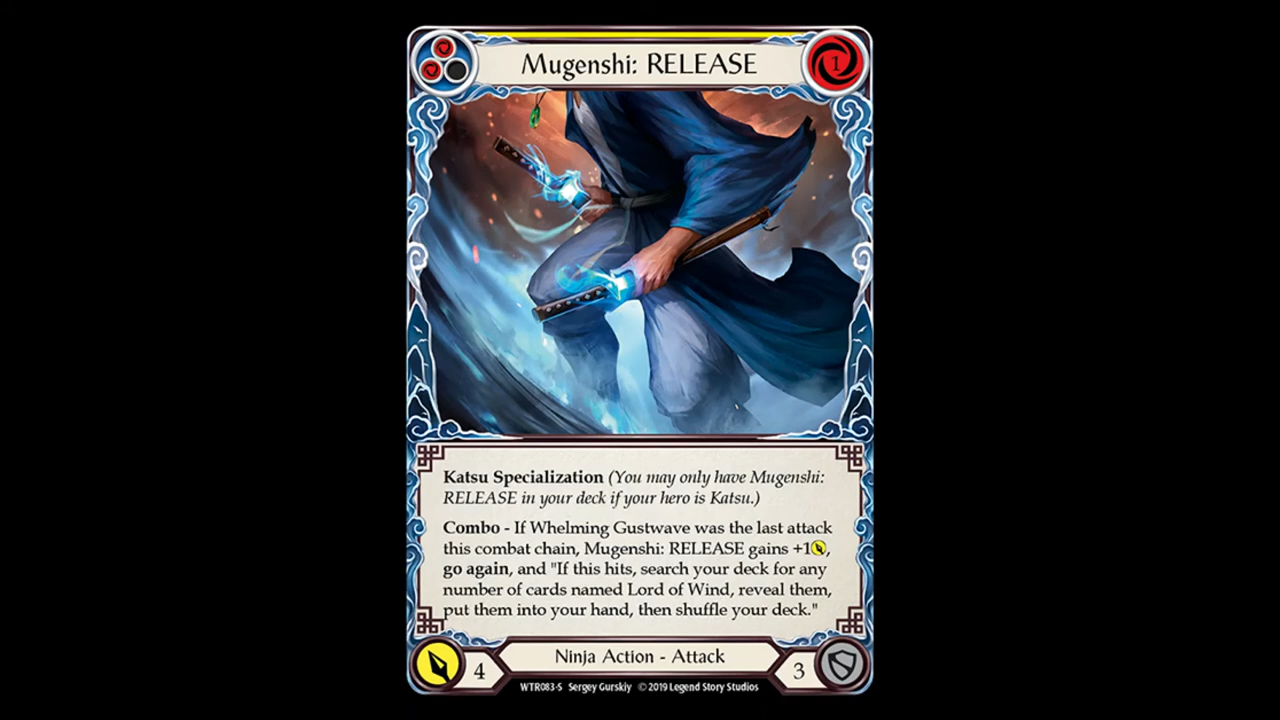 Mugenshi: RELEASE
1
Katsu Specialization (You may only have Mugenshi:
RELEASE in your deck if your hero is Katsu.)
Combo - If Whelming Gustwave was the last attack
this combat chain, Mugenshi: RELEASE gains +1,
go again, and "If this hits, search your deck for any
number of cards named Lord of Wind, reveal them,
put them into your hand, then shuffle your deck."
4
Ninja Action - Attack
3
WTR083-S Sergey Gurskiy © 2019 Legend Story Studios